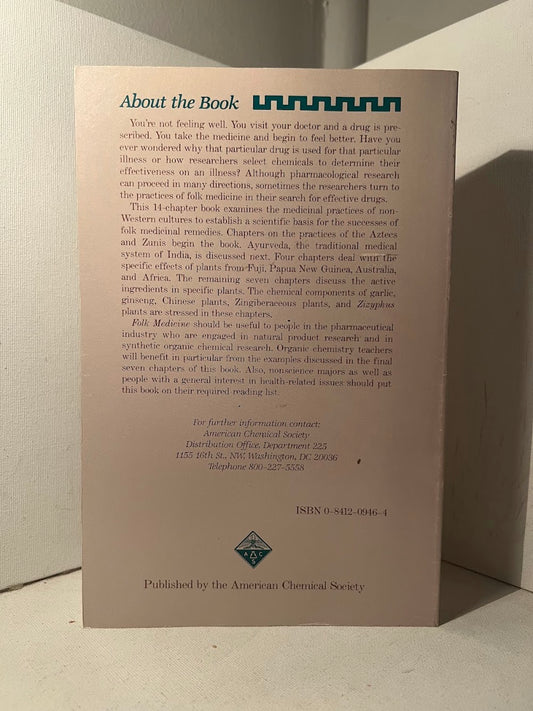 About the Book
You're not feeling well. You visit your doctor and a drug is pre-
scribed. You take the medicine and begin to feel better. Have you
ever wondered why that particular drug is used for that particular
illness or how researchers select chemicals to determine their
effectiveness on an illness? Although pharmacological research
can proceed in many directions, sometimes the researchers turn to
the practices of folk medicine in their search for effective drugs.
This 14-chapter book examines the medicinal practices of non-
Western cultures to establish a scientific basis for the successes of
folk medicinal remedies. Chapters on the practices of the Aztecs
and Zunis begin the book. Ayurveda, the traditional medical
system of India, is discussed next. Four chapters deal with the
specific effects of plants from Fuji, Papua New Guinea, Australia,
and Africa. The remaining seven chapters discuss the active
ingredients in specific plants. The chemical components of garlic,
ginseng, Chinese plants, Zingiberaceous plants, and Zizyphus
plants are stressed in these chapters.
Folk Medicine should be useful to people in the pharmaceutical
industry who are engaged in natural product research and in
synthetic organic chemical research. Organic chemistry teachers
will benefit in particular from the examples discussed in the final
seven chapters of this book. Also, nonscience majors as well as
people with a general interest in health-related issues should put
this book on their required reading list.
For further information contact:
American Chemical Society
Distribution Office, Department 225
1155 16th St., NW, Washington, DC 20036
Telephone 800-227-5558
ISBN 0-8412-0946-4
A C
S
Published by the American Chemical Society